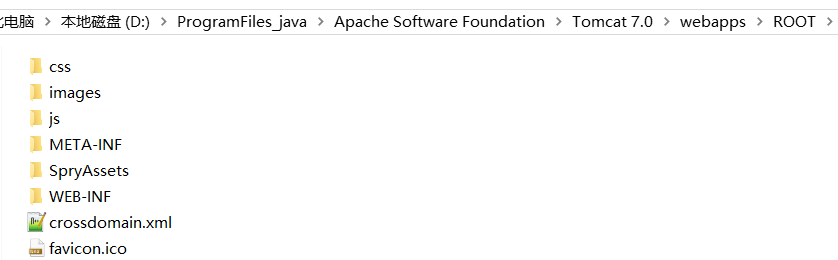 比电脑 > 本地磁盘 (D:) > ProgramFiles_java > Apache Software Foundation > Tomcat 7.0 > webapps > ROOT >
css
images
js
META-INF
SpryAssets
WEB-INF
crossdomain.xml
favicon.ico